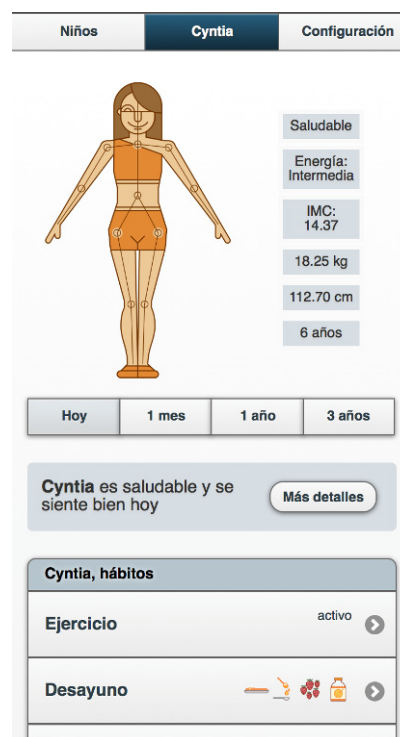 Niños
Cyntia
Configuración
Saludable
Energía:
Intermedia
IMC:
14.37
18.25 kg
112.70 cm
6 años
Hoy
1 mes
1 año
3 años
Cyntia es saludable y se
siente bien hoy
Más detalles
Cyntia, hábitos
Ejercicio
activo
Desayuno